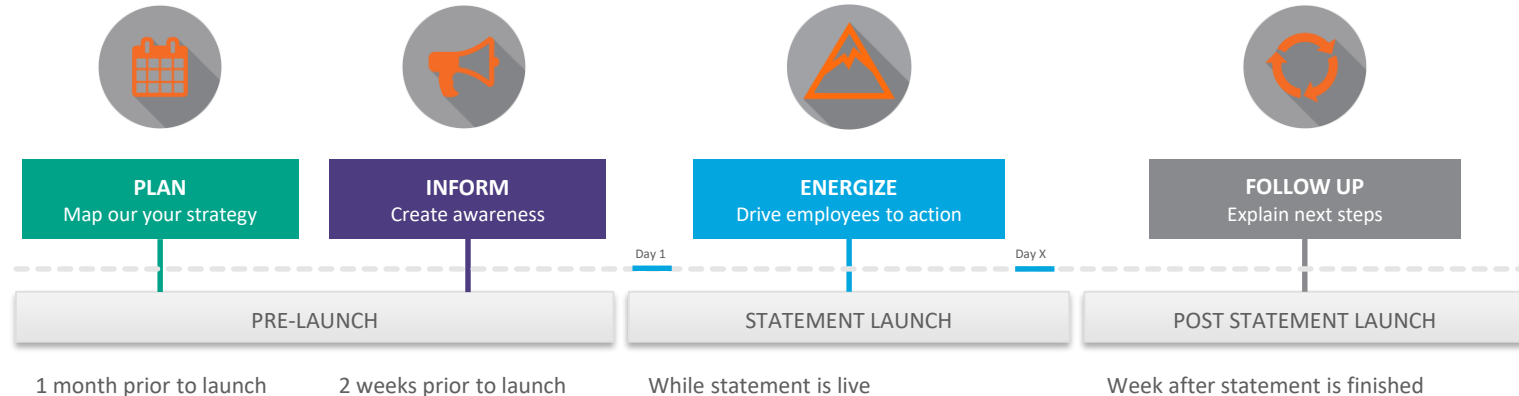 PLAN
Map our your strategy
INFORM
Create awareness
ENERGIZE
Drive employees to action
FOLLOW UP
Explain next steps
Day 1
Day X
PRE-LAUNCH
STATEMENT LAUNCH
POST STATEMENT LAUNCH
1 month prior to launch
2 weeks prior to launch
While statement is live
Week after statement is finished